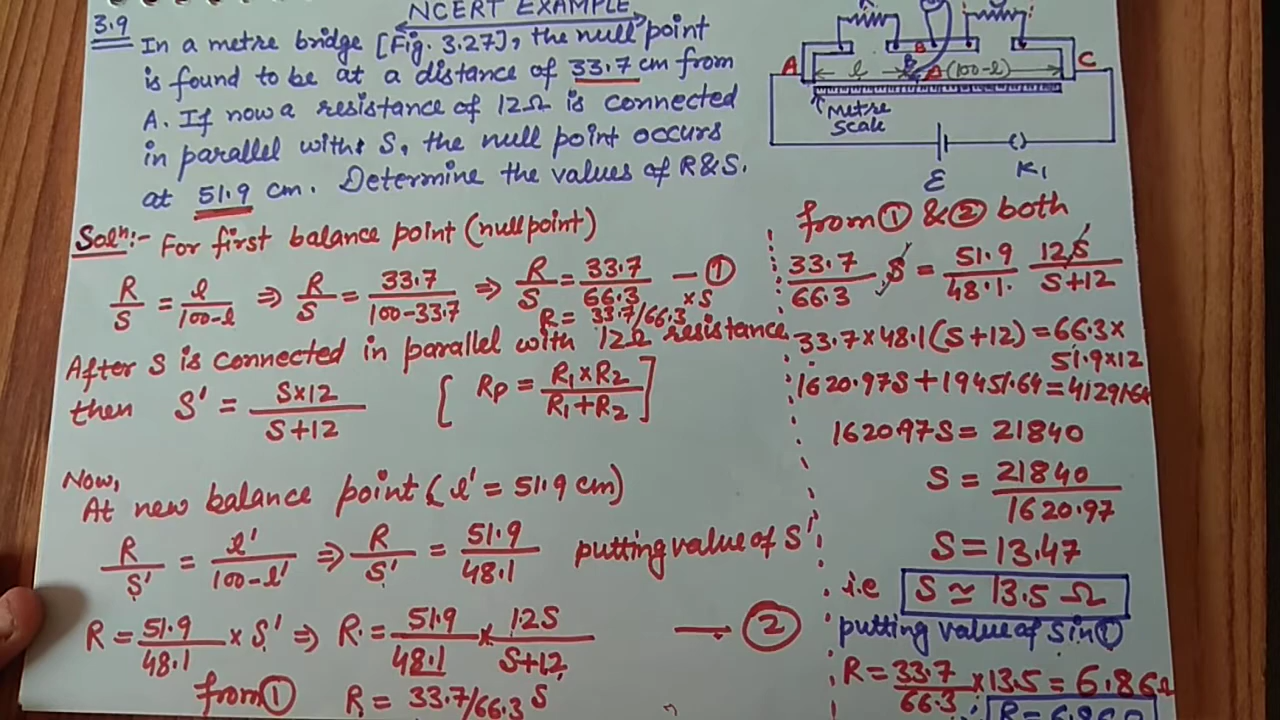 NCERT EXAMPLE
3.9 In a metre bridge [Fig. 3.27], the null point
is found to be at a distance of 33.7 cm from
A. If now a resistance of 12Ω is connected
in parallel with S, the null point occurs
at 51.9 cm. Determine the values of R&S.
A B C
l (100-l)
Metre
scale
ε K₁
Solⁿ:- For first balance point (null point)
R/S = l/100-l ⇒ R/S = 33.7/100-33.7 ⇒ R/S = 33.7/66.3 — ①
R = 33.7/66.3 × S
After S is connected in parallel with 12Ω resistance
then S' = S×12/S+12 [Rp = R₁×R₂/R₁+R₂]
Now,
At new balance point (l' = 51.9 cm)
R/S' = l'/100-l' ⇒ R/S' = 51.9/48.1 putting value of S'
R = 51.9/48.1 × S' ⇒ R = 51.9/48.1 × 12S/S+12 — ②
from ① R = 33.7/66.3 S
from ① & ② both
33.7/66.3 S = 51.9/48.1 12S/S+12
33.7×48.1(S+12) = 66.3×
51.9×12
1620.97S + 19451.64 = 41291.64
1620.97S = 21840
S = 21840/1620.97
S = 13.47
i.e S ≃ 13.5 Ω
putting value of S in ①
R = 33.7/66.3 × 13.5 = 6.86Ω